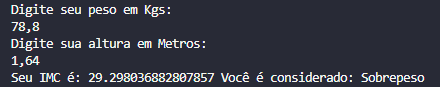 Digite seu peso em Kgs:
78,8
Digite sua altura em Metros:
1,64
Seu IMC é: 29.298036882807857 Você é considerado: Sobrepeso